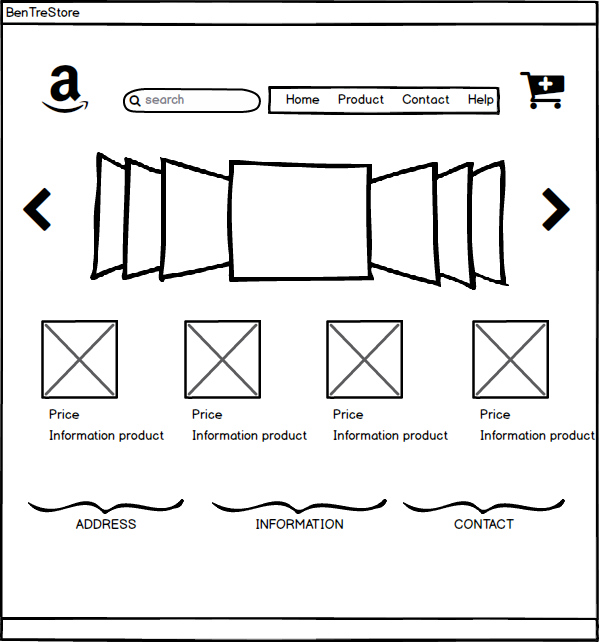 BenTreStore
a
search
Home Product Contact Help
Price Price Price Price
Information product Information product Information product Information product
ADDRESS INFORMATION CONTACT